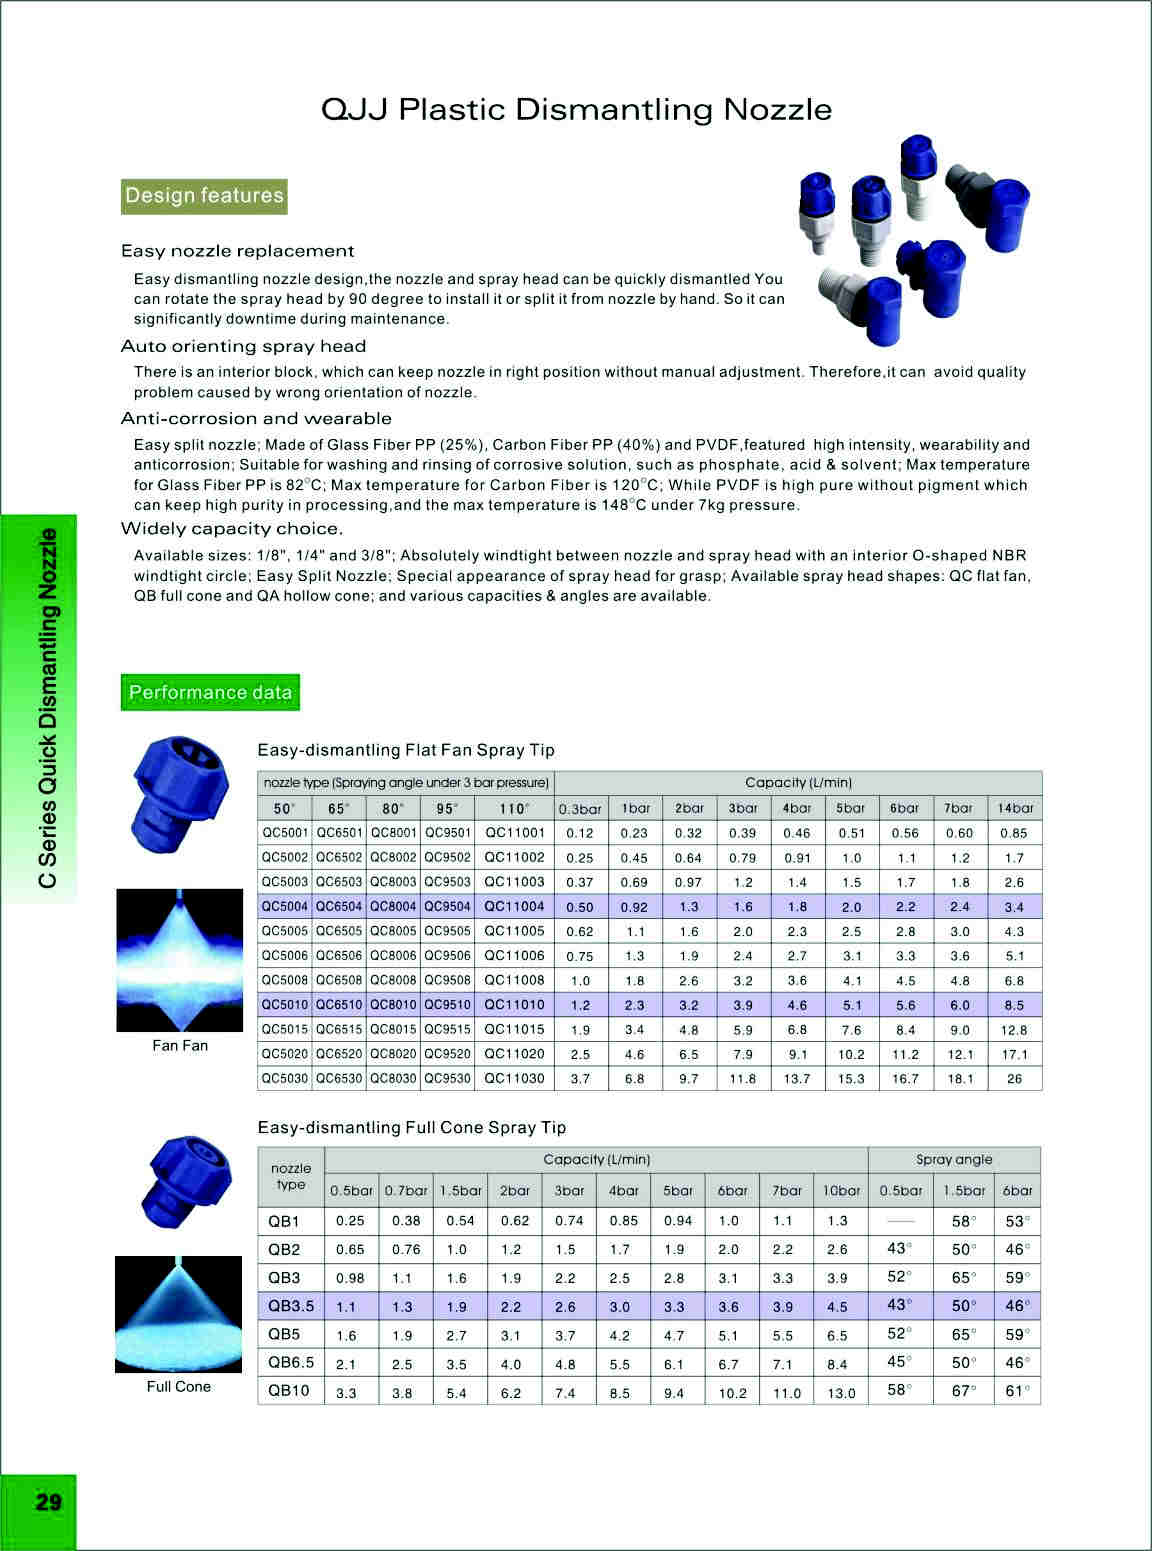 QJJ Plastic Dismantling Nozzle
Design features
Easy nozzle replacement
Easy dismantling nozzle design,the nozzle and spray head can be quickly dismantled You
can rotate the spray head by 90 degree to install it or split it from nozzle by hand. So it can
significantly downtime during maintenance.
Auto orienting spray head
There is an interior block, which can keep nozzle in right position without manual adjustment. Therefore,it can avoid quality
problem caused by wrong orientation of nozzle.
Anti-corrosion and wearable
Easy split nozzle; Made of Glass Fiber PP (25%), Carbon Fiber PP (40%) and PVDF,featured high intensity, wearability and
anticorrosion; Suitable for washing and rinsing of corrosive solution, such as phosphate, acid & solvent; Max temperature
for Glass Fiber PP is 82°C; Max temperature for Carbon Fiber is 120°C; While PVDF is high pure without pigment which
can keep high purity in processing,and the max temperature is 148°C under 7kg pressure.
Widely capacity choice.
Available sizes: 1/8", 1/4" and 3/8"; Absolutely windtight between nozzle and spray head with an interior O-shaped NBR
windtight circle; Easy Split Nozzle; Special appearance of spray head for grasp; Available spray head shapes: QC flat fan,
QB full cone and QA hollow cone; and various capacities & angles are available.
C Series Quick Dismantling Nozzle
Performance data
Easy-dismantling Flat Fan Spray Tip
nozzle type (Spraying angle under 3 bar pressure) Capacity (L/min)
50° 65° 80° 95° 110° 0.3bar 1bar 2bar 3bar 4bar 5bar 6bar 7bar 14bar
QC5001 QC6501 QC8001 QC9501 QC11001 0.12 0.23 0.32 0.39 0.46 0.51 0.56 0.60 0.85
QC5002 QC6502 QC8002 QC9502 QC11002 0.25 0.45 0.64 0.79 0.91 1.0 1.1 1.2 1.7
QC5003 QC6503 QC8003 QC9503 QC11003 0.37 0.69 0.97 1.2 1.4 1.5 1.7 1.8 2.6
QC5004 QC6504 QC8004 QC9504 QC11004 0.50 0.92 1.3 1.6 1.8 2.0 2.2 2.4 3.4
QC5005 QC6505 QC8005 QC9505 QC11005 0.62 1.1 1.6 2.0 2.3 2.5 2.8 3.0 4.3
QC5006 QC6506 QC8006 QC9506 QC11006 0.75 1.3 1.9 2.4 2.7 3.1 3.3 3.6 5.1
QC5008 QC6508 QC8008 QC9508 QC11008 1.0 1.8 2.6 3.2 3.6 4.1 4.5 4.8 6.8
QC5010 QC6510 QC8010 QC9510 QC11010 1.2 2.3 3.2 3.9 4.6 5.1 5.6 6.0 8.5
QC5015 QC6515 QC8015 QC9515 QC11015 1.9 3.4 4.8 5.9 6.8 7.6 8.4 9.0 12.8
QC5020 QC6520 QC8020 QC9520 QC11020 2.5 4.6 6.5 7.9 9.1 10.2 11.2 12.1 17.1
QC5030 QC6530 QC8030 QC9530 QC11030 3.7 6.8 9.7 11.8 13.7 15.3 16.7 18.1 26
Fan Fan
Easy-dismantling Full Cone Spray Tip
nozzle type Capacity (L/min) Spray angle
0.5bar 0.7bar 1.5bar 2bar 3bar 4bar 5bar 6bar 7bar 10bar 0.5bar 1.5bar 6bar
QB1 0.25 0.38 0.54 0.62 0.74 0.85 0.94 1.0 1.1 1.3 —— 58° 53°
QB2 0.65 0.76 1.0 1.2 1.5 1.7 1.9 2.0 2.2 2.6 43° 50° 46°
QB3 0.98 1.1 1.6 1.9 2.2 2.5 2.8 3.1 3.3 3.9 52° 65° 59°
QB3.5 1.1 1.3 1.9 2.2 2.6 3.0 3.3 3.6 3.9 4.5 43° 50° 46°
QB5 1.6 1.9 2.7 3.1 3.7 4.2 4.7 5.1 5.5 6.5 52° 65° 59°
QB6.5 2.1 2.5 3.5 4.0 4.8 5.5 6.1 6.7 7.1 8.4 45° 50° 46°
QB10 3.3 3.8 5.4 6.2 7.4 8.5 9.4 10.2 11.0 13.0 58° 67° 61°
Full Cone
29